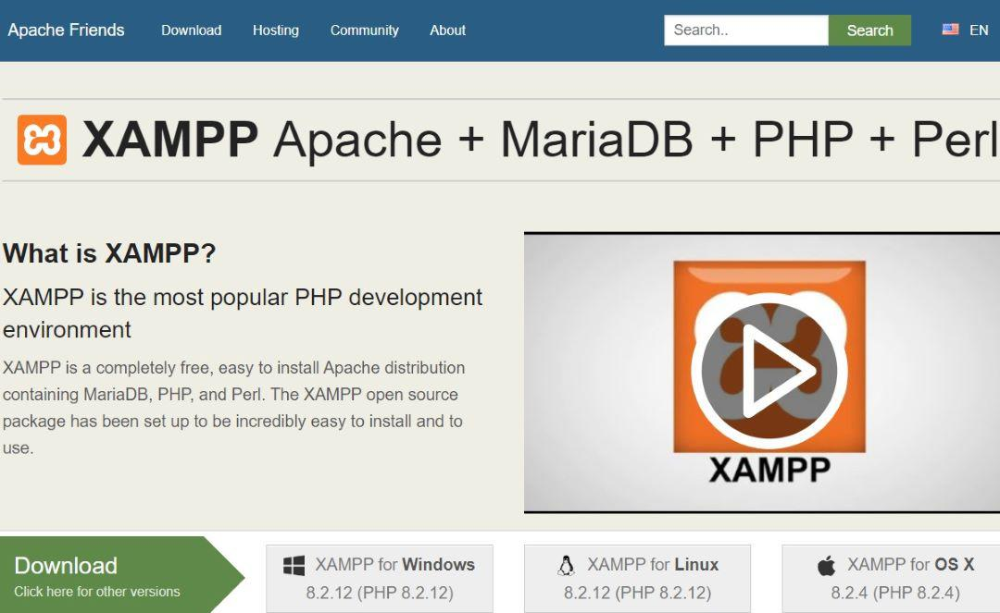 Apache Friends Download Hosting Community About Search.. Search EN
XAMPP Apache + MariaDB + PHP + Perl
What is XAMPP?
XAMPP is the most popular PHP development
environment
XAMPP is a completely free, easy to install Apache distribution
containing MariaDB, PHP, and Perl. The XAMPP open source
package has been set up to be incredibly easy to install and to
use.
XAMPP
Download
Click here for other versions
XAMPP for Windows
8.2.12 (PHP 8.2.12)
XAMPP for Linux
8.2.12 (PHP 8.2.12)
XAMPP for OS X
8.2.4 (PHP 8.2.4)